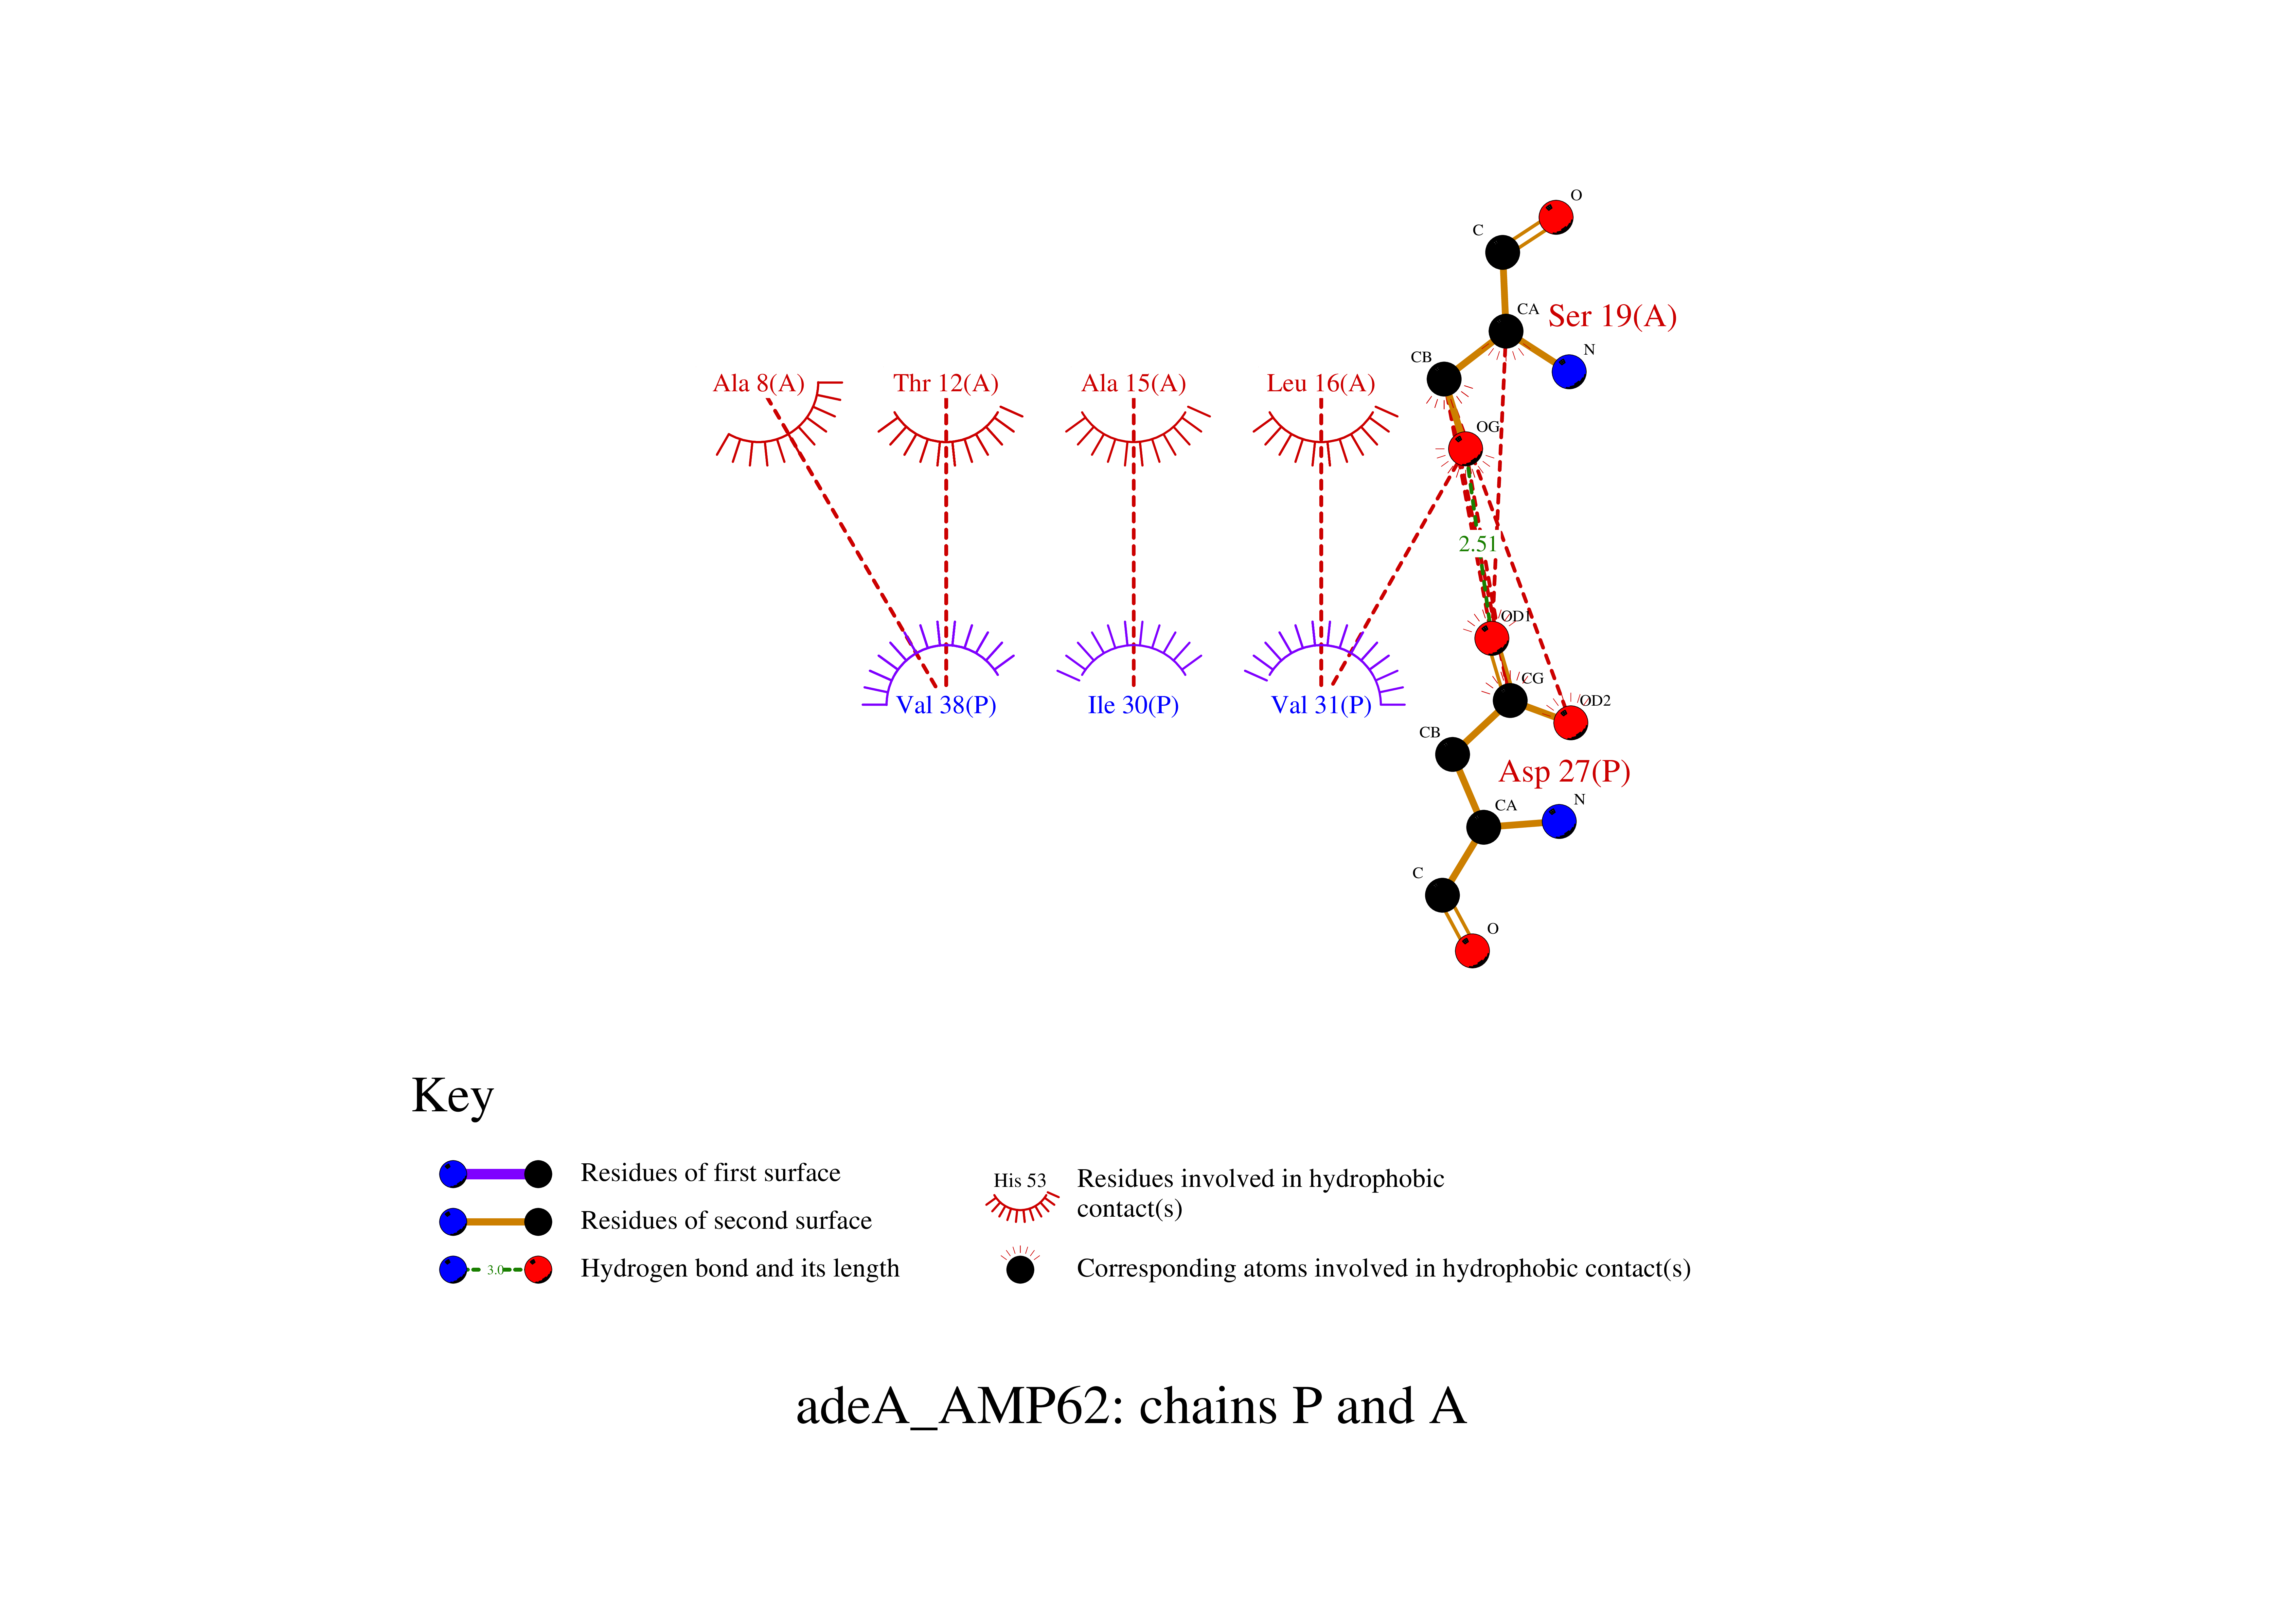 O
C
CA
Ser 19(A)
N
CB
Ala 8(A)
Thr 12(A)
Ala 15(A)
Leu 16(A)
OG
2.51
OD1
CG
OD2
Val 38(P)
Ile 30(P)
Val 31(P)
CB
Asp 27(P)
N
CA
C
O
Key
Residues of first surface
Residues of second surface
3.0
Hydrogen bond and its length
His 53
Residues involved in hydrophobic
contact(s)
Corresponding atoms involved in hydrophobic contact(s)
adeA_AMP62: chains P and A